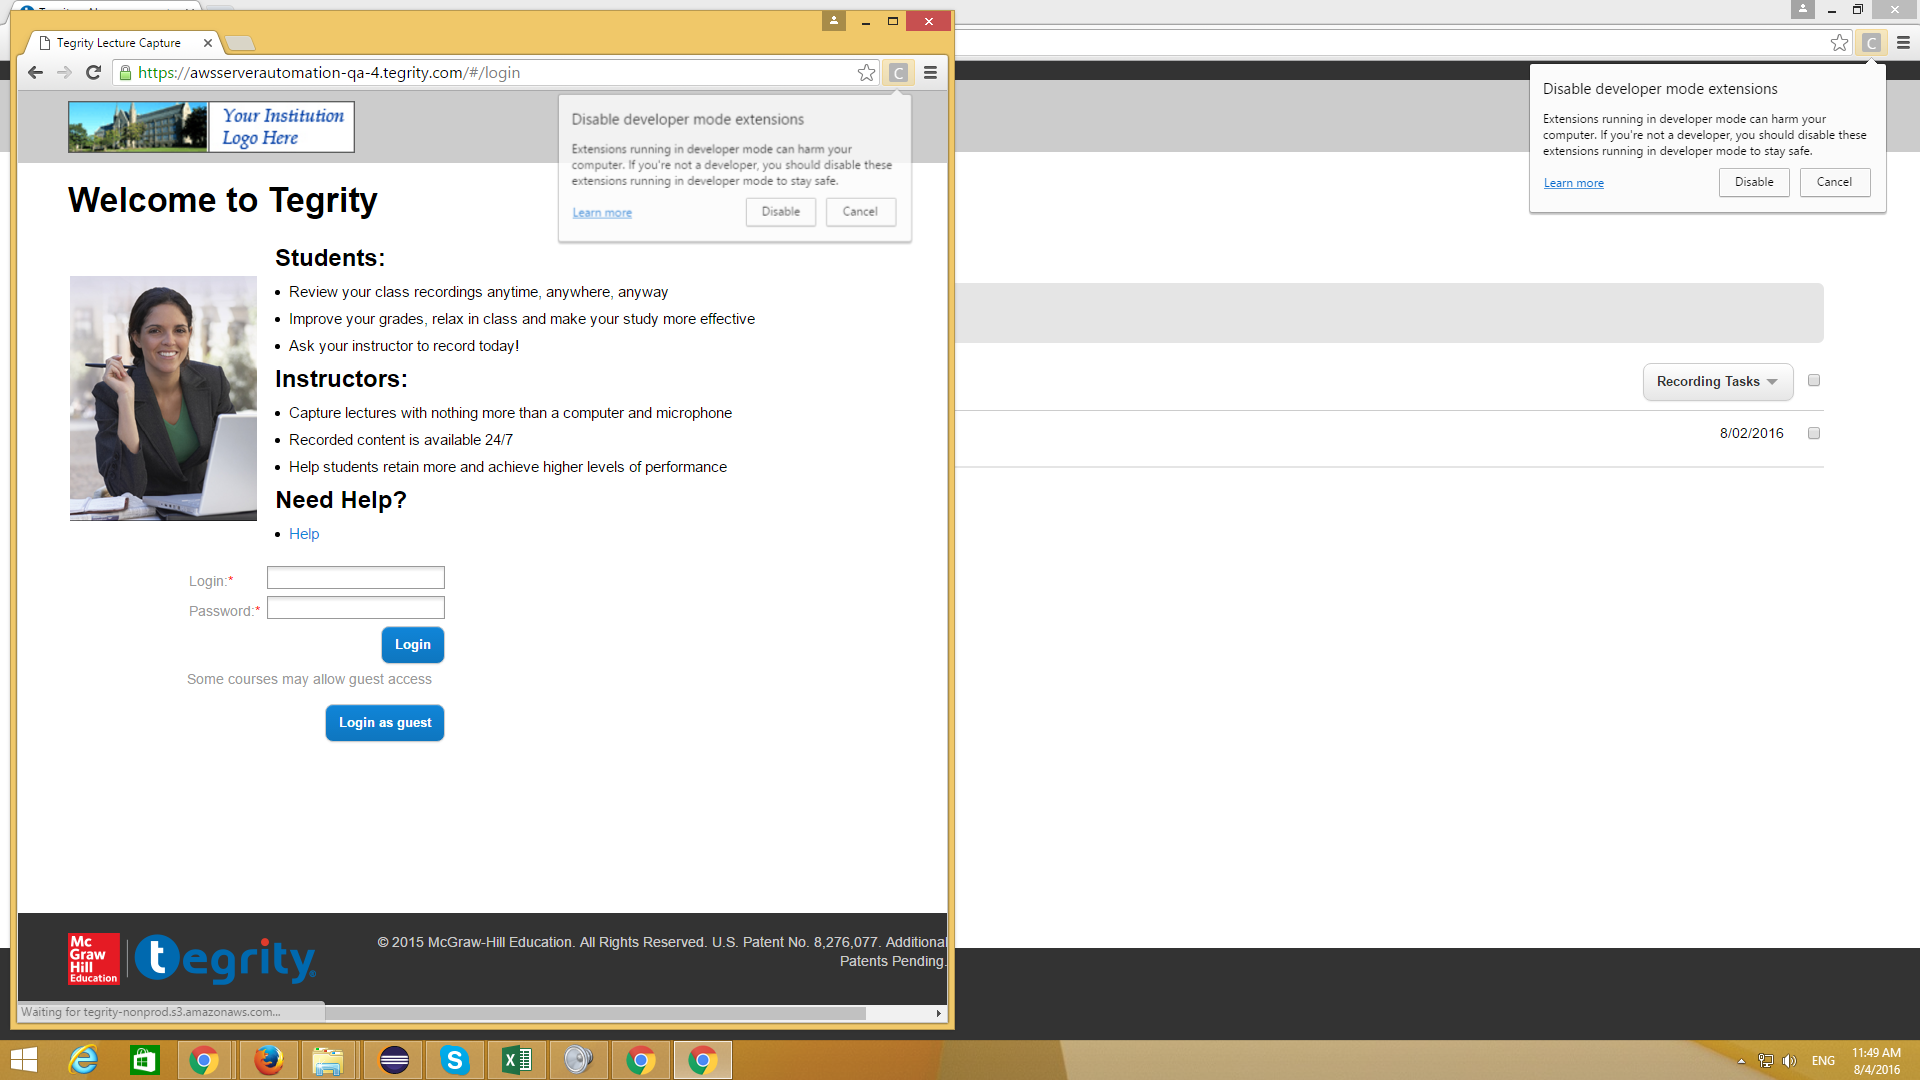 Tegrity Lecture Capture
https://awsserverautomation-qa-4.tegrity.com/#/login
C
C
Your Institution
Logo Here
Disable developer mode extensions
Extensions running in developer mode can harm your
computer. If you're not a developer, you should disable these
extensions running in developer mode to stay safe.
Learn more
Disable
Cancel
Disable developer mode extensions
Extensions running in developer mode can harm your
computer. If you're not a developer, you should disable these
extensions running in developer mode to stay safe.
Learn more
Disable
Cancel
Welcome to Tegrity
Students:
Review your class recordings anytime, anywhere, anyway
Improve your grades, relax in class and make your study more effective
Ask your instructor to record today!
Instructors:
Capture lectures with nothing more than a computer and microphone
Recorded content is available 24/7
Help students retain more and achieve higher levels of performance
Need Help?
Help
Recording Tasks
8/02/2016
Login:*
Password:*
Login
Some courses may allow guest access
Login as guest
Mc
Graw
Hill
Education
tegrity
© 2015 McGraw-Hill Education. All Rights Reserved. U.S. Patent No. 8,276,077. Additional
Patents Pending.
Waiting for tegrity-nonprod.s3.amazonaws.com...
ENG
11:49 AM
8/4/2016